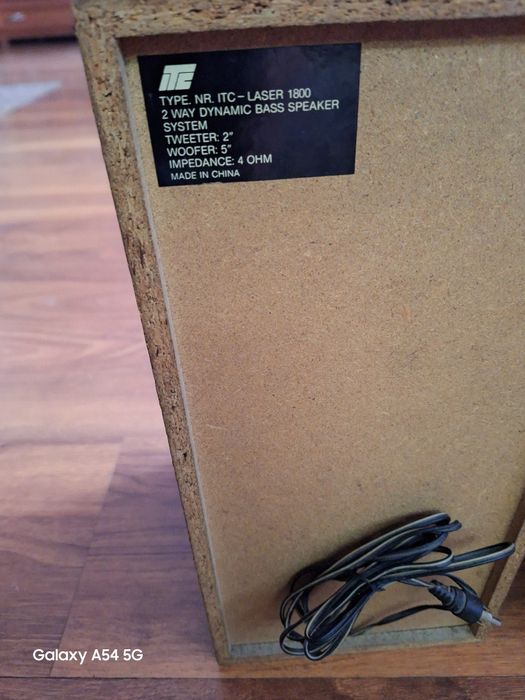 ITC
TYPE. NR. ITC - LASER 1800
2 WAY DYNAMIC BASS SPEAKER
SYSTEM
TWEETER: 2"
WOOFER: 5"
IMPEDANCE: 4 OHM
MADE IN CHINA
Galaxy A54 5G